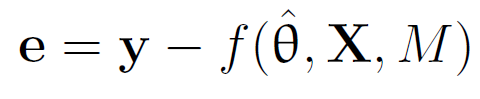 𝐞 = 𝐲 − f(θ̂, 𝐗, M)